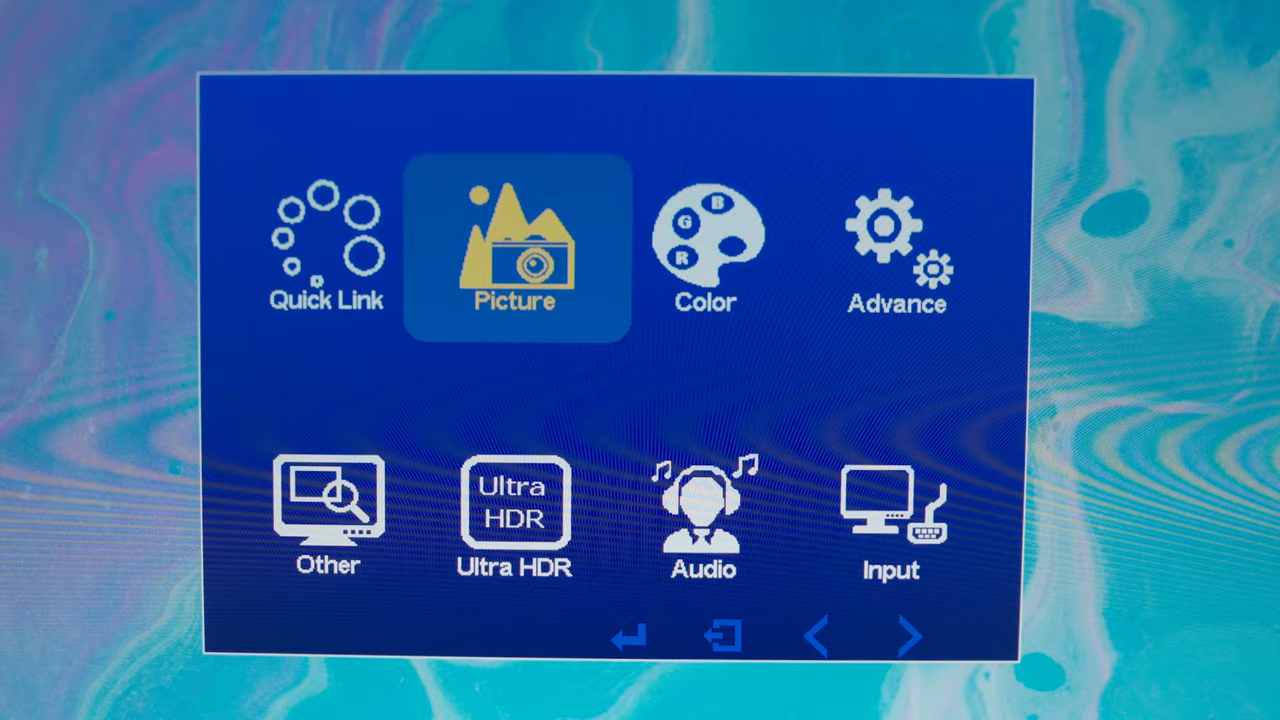 Quick Link
Picture
B
G
R
Color
Advance
Other
Ultra
HDR
Ultra HDR
Audio
Input